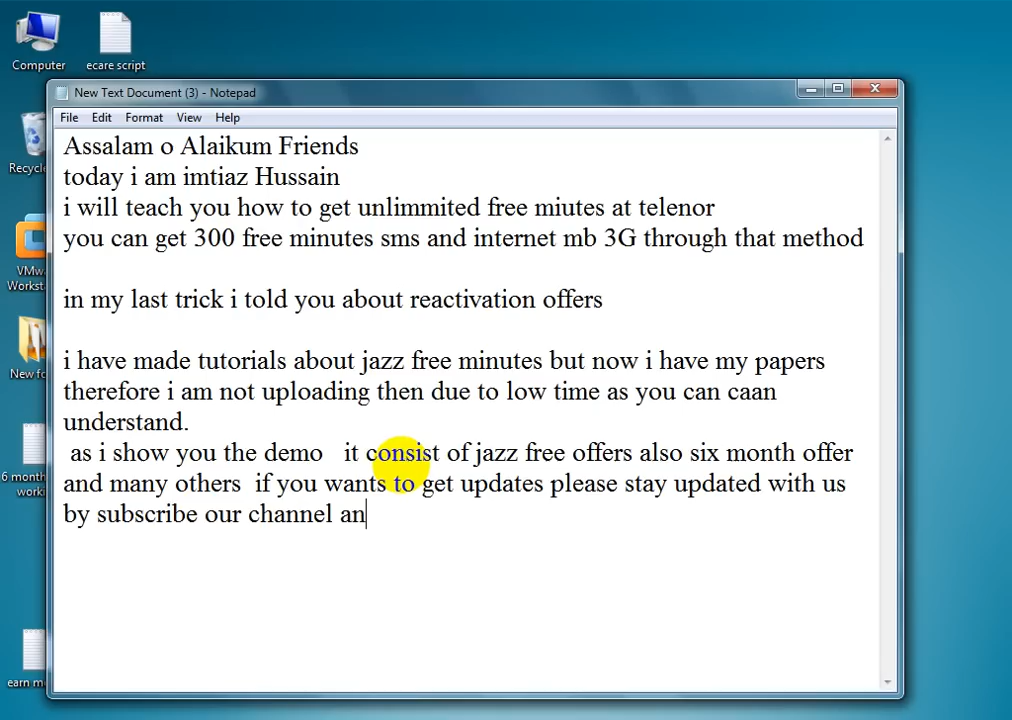 Computer
ecare script
New Text Document (3) - Notepad
File Edit Format View Help
Recycle
VMwa
Worksta
New fo
6 month
worki
earn m
Assalam o Alaikum Friends
today i am imtiaz Hussain
i will teach you how to get unlimmited free miutes at telenor
you can get 300 free minutes sms and internet mb 3G through that method
in my last trick i told you about reactivation offers
i have made tutorials about jazz free minutes but now i have my papers
therefore i am not uploading then due to low time as you can caan
understand.
as i show you the demo it consist of jazz free offers also six month offer
and many others if you wants to get updates please stay updated with us
by subscribe our channel an